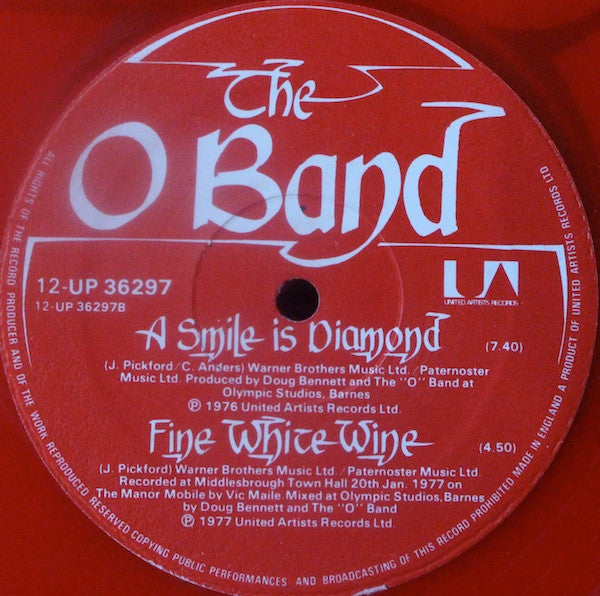 The
O Band
12-UP 36297
12-UP 36297B
UA
UNITED ARTISTS RECORDS
A Smile is Diamond (7.40)
(J. Pickford/C. Anders) Warner Brothers Music Ltd. /Paternoster
Music Ltd. Produced by Doug Bennett and The "O" Band at
Olympic Studios, Barnes
Ⓟ 1976 United Artists Records Ltd.
Fine White Wine (4.50)
(J. Pickford) Warner Brothers Music Ltd. /Paternoster Music Ltd.
Recorded at Middlesbrough Town Hall 20th Jan. 1977 on
The Manor Mobile by Vic Maile. Mixed at Olympic Studios, Barnes
by Doug Bennett and The "O" Band
Ⓟ 1977 United Artists Records Ltd.
ALL RIGHTS OF THE RECORD PRODUCER AND OF THE WORK REPRODUCED RESERVED COPYING PUBLIC PERFORMANCES AND BROADCASTING OF THIS RECORD PROHIBITED MADE IN ENGLAND A PRODUCT OF UNITED ARTISTS RECORDS LTD